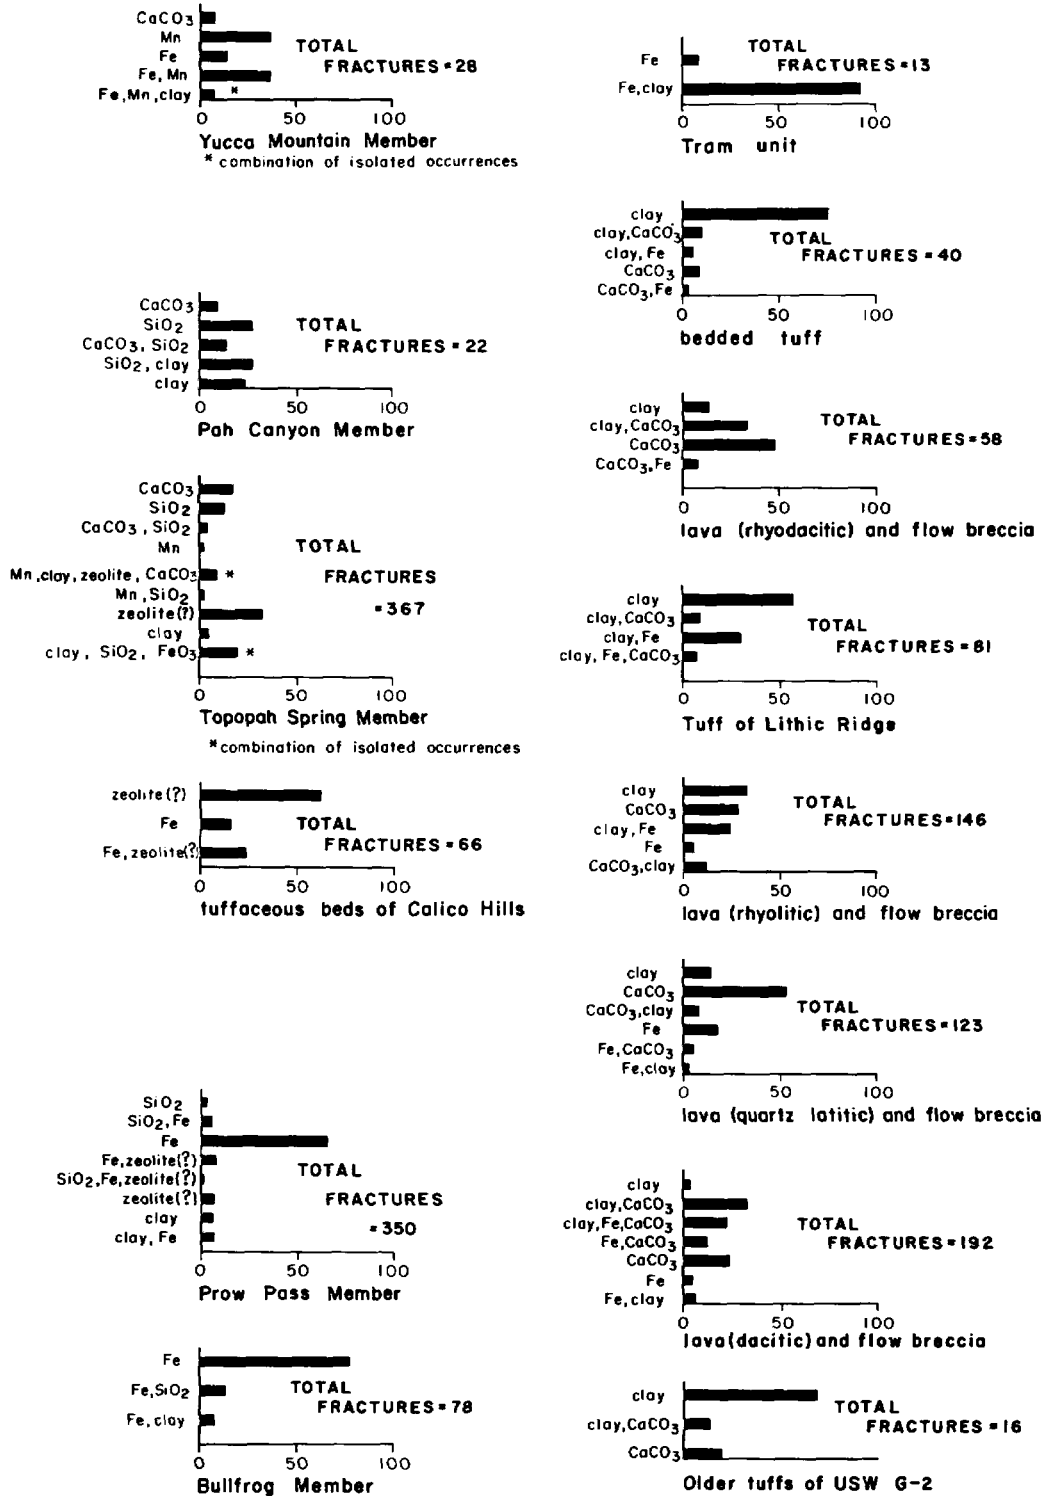 CaCO3
Mn
Fe
Fe, Mn
Fe, Mn, clay *
TOTAL
FRACTURES = 28
0 50 100
Yucca Mountain Member
* combination of isolated occurrences
CaCO3
SiO2
CaCO3, SiO2
SiO2, clay
clay
TOTAL
FRACTURES = 22
0 50 100
Pah Canyon Member
CaCO3
SiO2
CaCO3, SiO2
Mn
Mn, clay, zeolite, CaCO3 *
Mn, SiO2
zeolite(?)
clay
clay, SiO2, FeO3 *
TOTAL
FRACTURES
= 367
0 50 100
Topopah Spring Member
* combination of isolated occurrences
zeolite(?)
Fe
Fe, zeolite(?)
TOTAL
FRACTURES = 66
0 50 100
tuffaceous beds of Calico Hills
SiO2
SiO2, Fe
Fe
Fe, zeolite(?)
SiO2, Fe, zeolite(?)
zeolite(?)
clay
clay, Fe
TOTAL
FRACTURES
= 350
0 50 100
Prow Pass Member
Fe
Fe, SiO2
Fe, clay
TOTAL
FRACTURES = 78
0 50 100
Bullfrog Member
Fe
Fe, clay
TOTAL
FRACTURES = 13
0 50 100
Tram unit
clay
clay, CaCO3
clay, Fe
CaCO3
CaCO3, Fe
TOTAL
FRACTURES = 40
0 50 100
bedded tuff
clay
clay, CaCO3
CaCO3
CaCO3, Fe
TOTAL
FRACTURES = 58
0 50 100
lava (rhyodacitic) and flow breccia
clay
clay, CaCO3
clay, Fe
clay, Fe, CaCO3
TOTAL
FRACTURES = 81
0 50 100
Tuff of Lithic Ridge
clay
CaCO3
clay, Fe
Fe
CaCO3, clay
TOTAL
FRACTURES = 146
0 50 100
lava (rhyolitic) and flow breccia
clay
CaCO3
CaCO3, clay
Fe
Fe, CaCO3
Fe, clay
TOTAL
FRACTURES = 123
0 50 100
lava (quartz latitic) and flow breccia
clay
clay, CaCO3
clay, Fe, CaCO3
Fe, CaCO3
CaCO3
Fe
Fe, clay
TOTAL
FRACTURES = 192
0 50 100
lava (dacitic) and flow breccia
clay
clay, CaCO3
CaCO3
TOTAL
FRACTURES = 16
0 50 100
Older tuffs of USW G-2